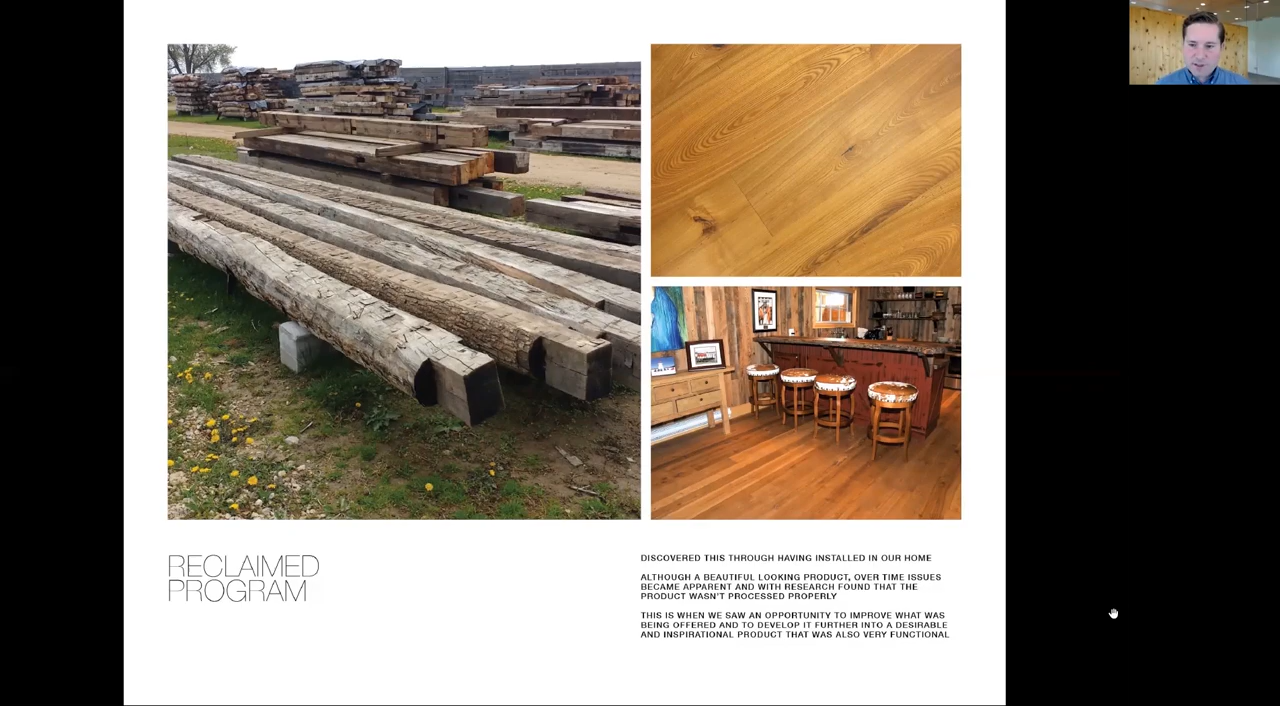 RECLAIMED
PROGRAM
DISCOVERED THIS THROUGH HAVING INSTALLED IN OUR HOME
ALTHOUGH A BEAUTIFUL LOOKING PRODUCT, OVER TIME ISSUES
BECAME APPARENT AND WITH RESEARCH FOUND THAT THE
PRODUCT WASN'T PROCESSED PROPERLY
THIS IS WHEN WE SAW AN OPPORTUNITY TO IMPROVE WHAT WAS
BEING OFFERED AND TO DEVELOP IT FURTHER INTO A DESIRABLE
AND INSPIRATIONAL PRODUCT THAT WAS ALSO VERY FUNCTIONAL